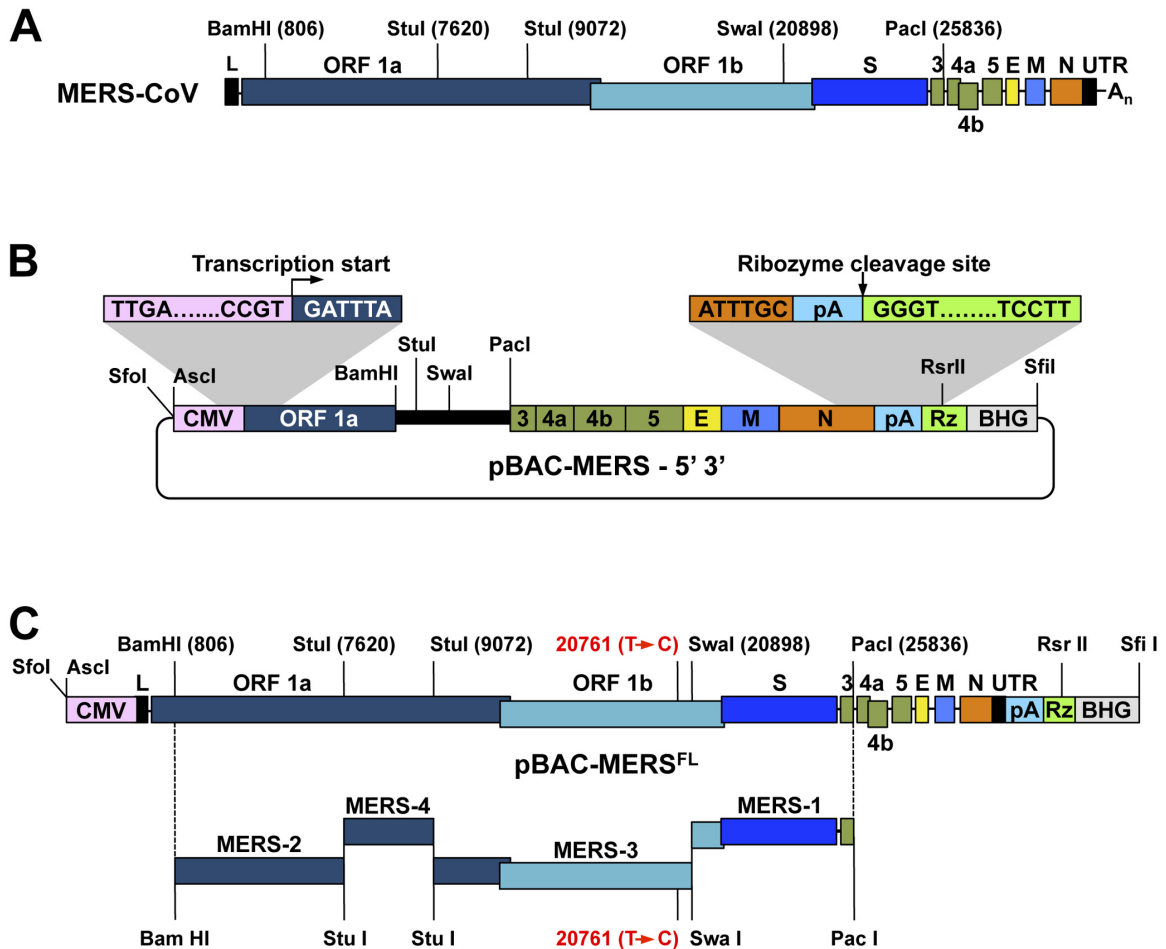 A
BamHI (806) StuI (7620) StuI (9072) SwaI (20898) PacI (25836)
L ORF 1a ORF 1b S 3 4a 5 E M N UTR
MERS-CoV An
4b
B
Transcription start Ribozyme cleavage site
TTGA…....CCGT GATTTA ATTTGC pA GGGT……..TCCTT
StuI PacI
SfoI AscI BamHI SwaI RsrII SfiI
CMV ORF 1a 3 4a 4b 5 E M N pA Rz BHG
pBAC-MERS - 5’ 3’
C
BamHI (806) StuI (7620) StuI (9072) 20761 (T→C) SwaI (20898) PacI (25836) Rsr II Sfi I
SfoI AscI L ORF 1a ORF 1b S 3 4a 5 E M N UTR
CMV pA Rz BHG
4b
pBAC-MERSFL
MERS-4 MERS-1
MERS-2 MERS-3
Bam HI Stu I Stu I 20761 (T→C) Swa I Pac I